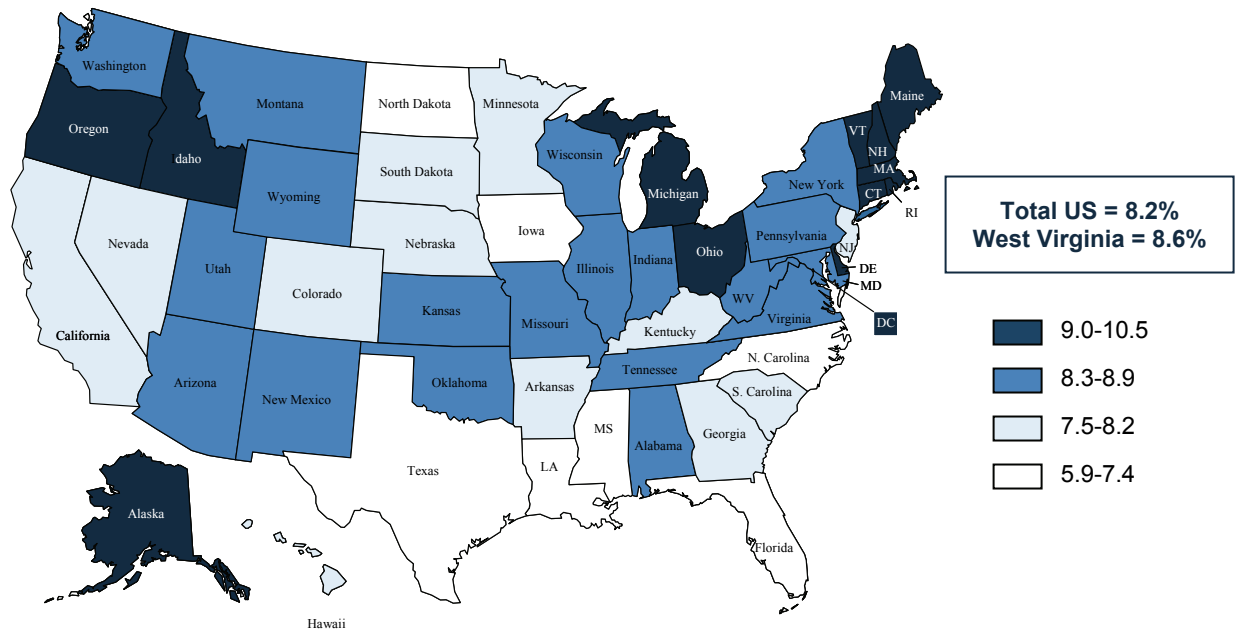 Washington
Montana
North Dakota
Minnesota
Maine
Oregon
Idaho
Wisconsin
VT
NH
MA
South Dakota
Wyoming
Michigan
New York
CT
RI
Iowa
Nevada
Nebraska
Pennsylvania
NJ
Utah
Colorado
Illinois
Indiana
Ohio
DE
MD
Kansas
Missouri
WV
Virginia
DC
California
Kentucky
N. Carolina
Arizona
New Mexico
Oklahoma
Arkansas
Tennessee
S. Carolina
MS
Alabama
Georgia
Texas
LA
Alaska
Florida
Hawaii
Total US = 8.2%
West Virginia = 8.6%
9.0-10.5
8.3-8.9
7.5-8.2
5.9-7.4